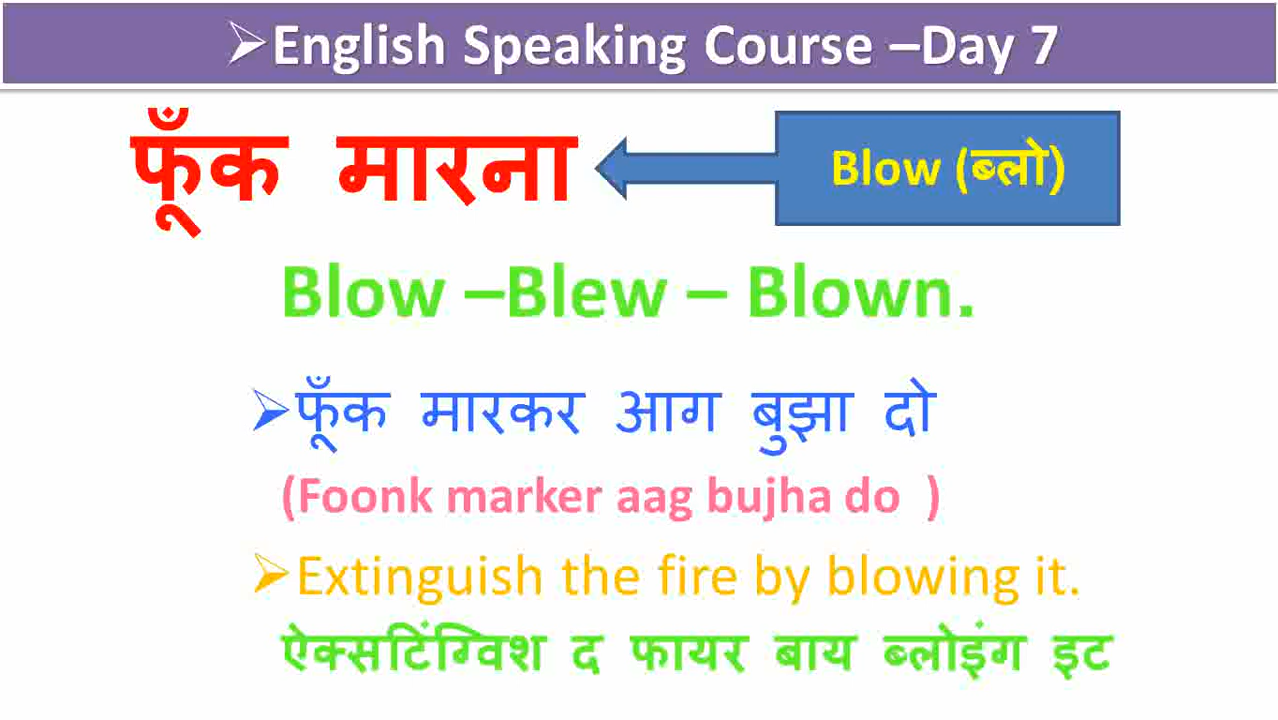 ➢English Speaking Course –Day 7
फूँक मारना
Blow (ब्लो)
Blow –Blew – Blown.
➢फूँक मारकर आग बुझा दो
(Foonk marker aag bujha do )
➢Extinguish the fire by blowing it.
ऐक्सटिंग्विश द फायर बाय ब्लोइंग इट